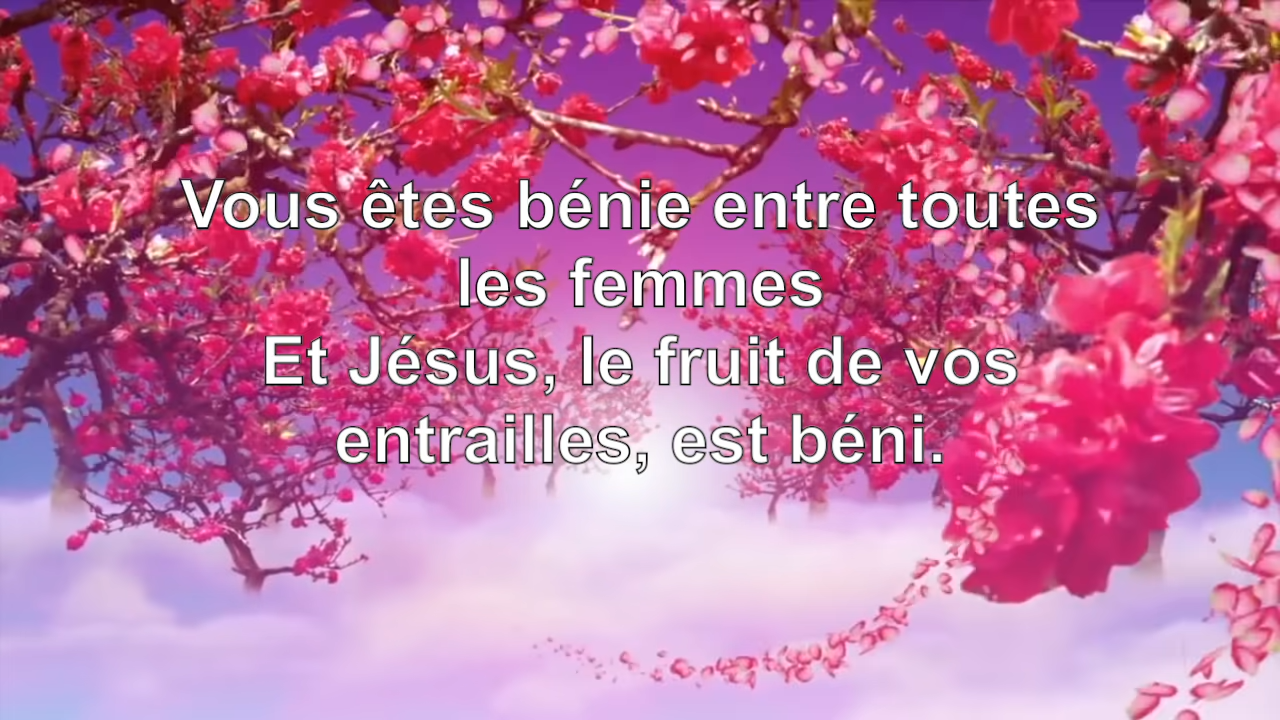 Vous êtes bénie entre toutes
les femmes
Et Jésus, le fruit de vos
entrailles, est béni.